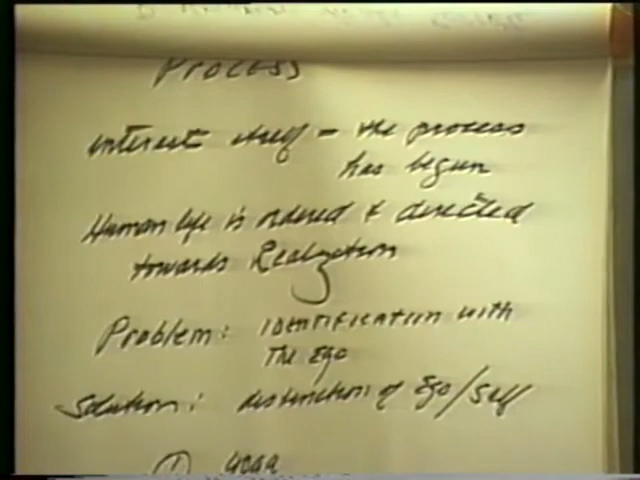 Process
interest itself — the process
has begun
Human life is ordered & directed
towards Realization
Problem: identification with
The Ego
Solution: distinction of Ego/Self
①